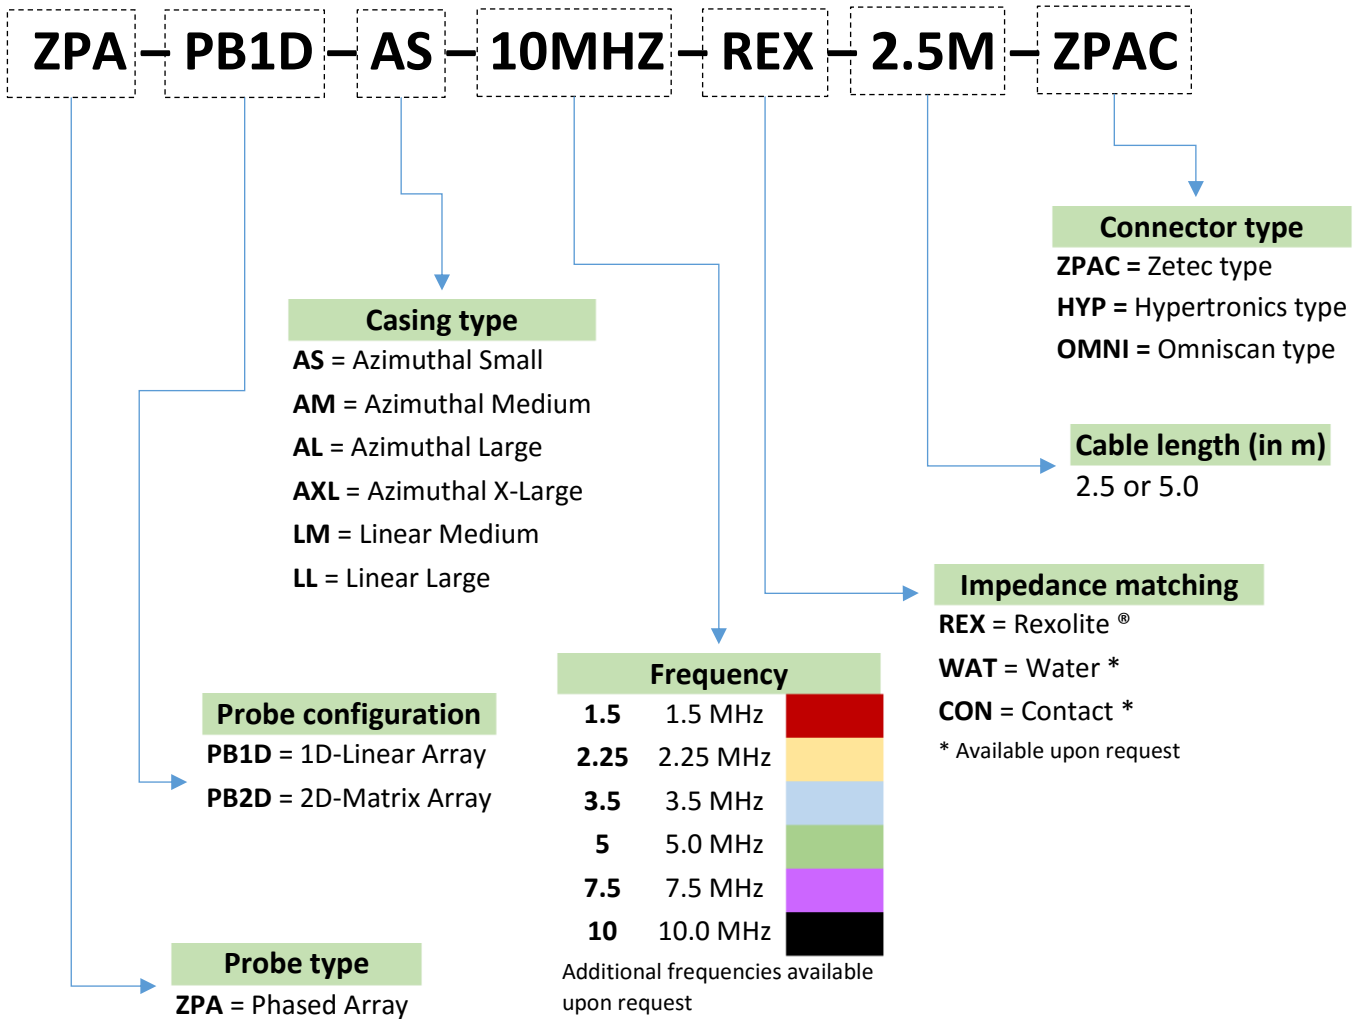 ZPA – PB1D – AS – 10MHZ – REX – 2.5M – ZPAC
Connector type
ZPAC = Zetec type
HYP = Hypertronics type
OMNI = Omniscan type
Casing type
AS = Azimuthal Small
AM = Azimuthal Medium
AL = Azimuthal Large
AXL = Azimuthal X-Large
LM = Linear Medium
LL = Linear Large
Cable length (in m)
2.5 or 5.0
Impedance matching
REX = Rexolite ®
WAT = Water *
CON = Contact *
* Available upon request
Frequency
1.5 1.5 MHz
2.25 2.25 MHz
3.5 3.5 MHz
5 5.0 MHz
7.5 7.5 MHz
10 10.0 MHz
Additional frequencies available
upon request
Probe configuration
PB1D = 1D-Linear Array
PB2D = 2D-Matrix Array
Probe type
ZPA = Phased Array